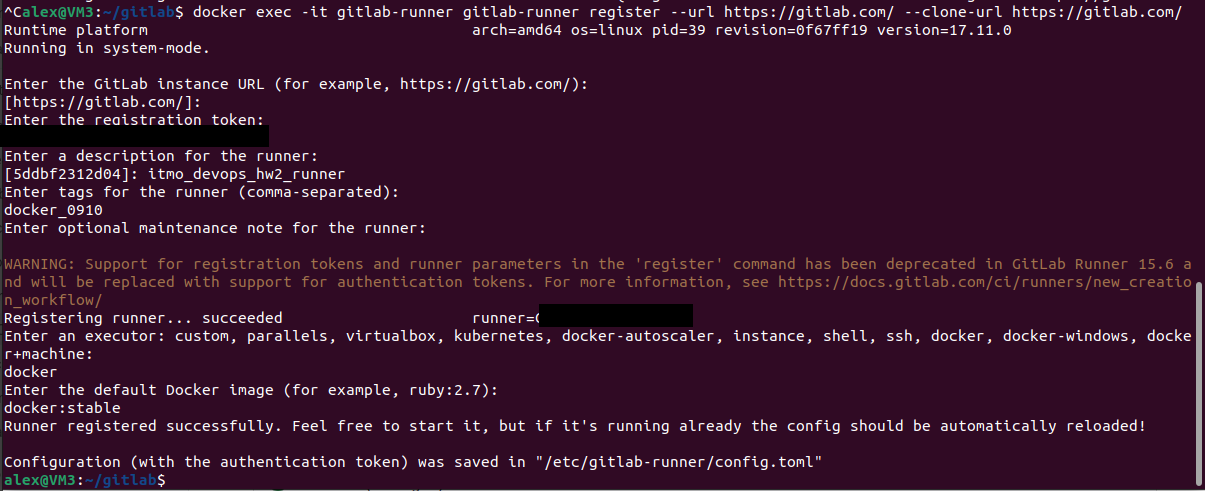 ^Calex@VM3:~/gitlab$ docker exec -it gitlab-runner gitlab-runner register --url https://gitlab.com/ --clone-url https://gitlab.com/
Runtime platform arch=amd64 os=linux pid=39 revision=0f67ff19 version=17.11.0
Running in system-mode.
Enter the GitLab instance URL (for example, https://gitlab.com/):
[https://gitlab.com/]:
Enter the registration token:
Enter a description for the runner:
[5ddbf2312d04]: itmo_devops_hw2_runner
Enter tags for the runner (comma-separated):
docker_0910
Enter optional maintenance note for the runner:
WARNING: Support for registration tokens and runner parameters in the 'register' command has been deprecated in GitLab Runner 15.6 a
nd will be replaced with support for authentication tokens. For more information, see https://docs.gitlab.com/ci/runners/new_creatio
n_workflow/
Registering runner... succeeded runner=
Enter an executor: custom, parallels, virtualbox, kubernetes, docker-autoscaler, instance, shell, ssh, docker, docker-windows, docke
r+machine:
docker
Enter the default Docker image (for example, ruby:2.7):
docker:stable
Runner registered successfully. Feel free to start it, but if it's running already the config should be automatically reloaded!
Configuration (with the authentication token) was saved in "/etc/gitlab-runner/config.toml"
alex@VM3:~/gitlab$